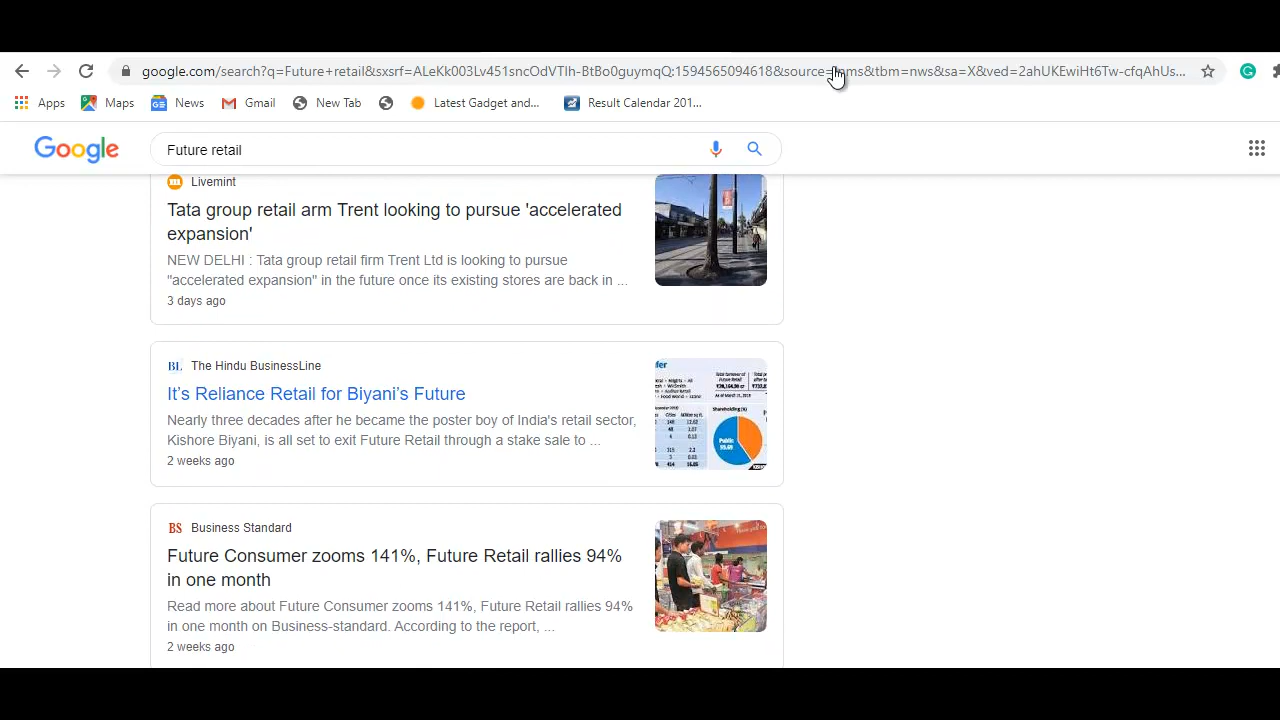 google.com/search?q=Future+retail&sxsrf=ALeKk003Lv451sncOdVTIh-BtBo0guymqQ:1594565094618&source=lnms&tbm=nws&sa=X&ved=2ahUKEwiHt6Tw-cfqAhUs...
Apps Maps News Gmail New Tab Latest Gadget and... Result Calendar 201...
Google Future retail
Livemint
Tata group retail arm Trent looking to pursue 'accelerated
expansion'
NEW DELHI : Tata group retail firm Trent Ltd is looking to pursue
"accelerated expansion" in the future once its existing stores are back in ...
3 days ago
BL The Hindu BusinessLine
It's Reliance Retail for Biyani's Future
Nearly three decades after he became the poster boy of India's retail sector,
Kishore Biyani, is all set to exit Future Retail through a stake sale to ...
2 weeks ago
Shareholding (%)
Public
BS Business Standard
Future Consumer zooms 141%, Future Retail rallies 94%
in one month
Read more about Future Consumer zooms 141%, Future Retail rallies 94%
in one month on Business-standard. According to the report, ...
2 weeks ago